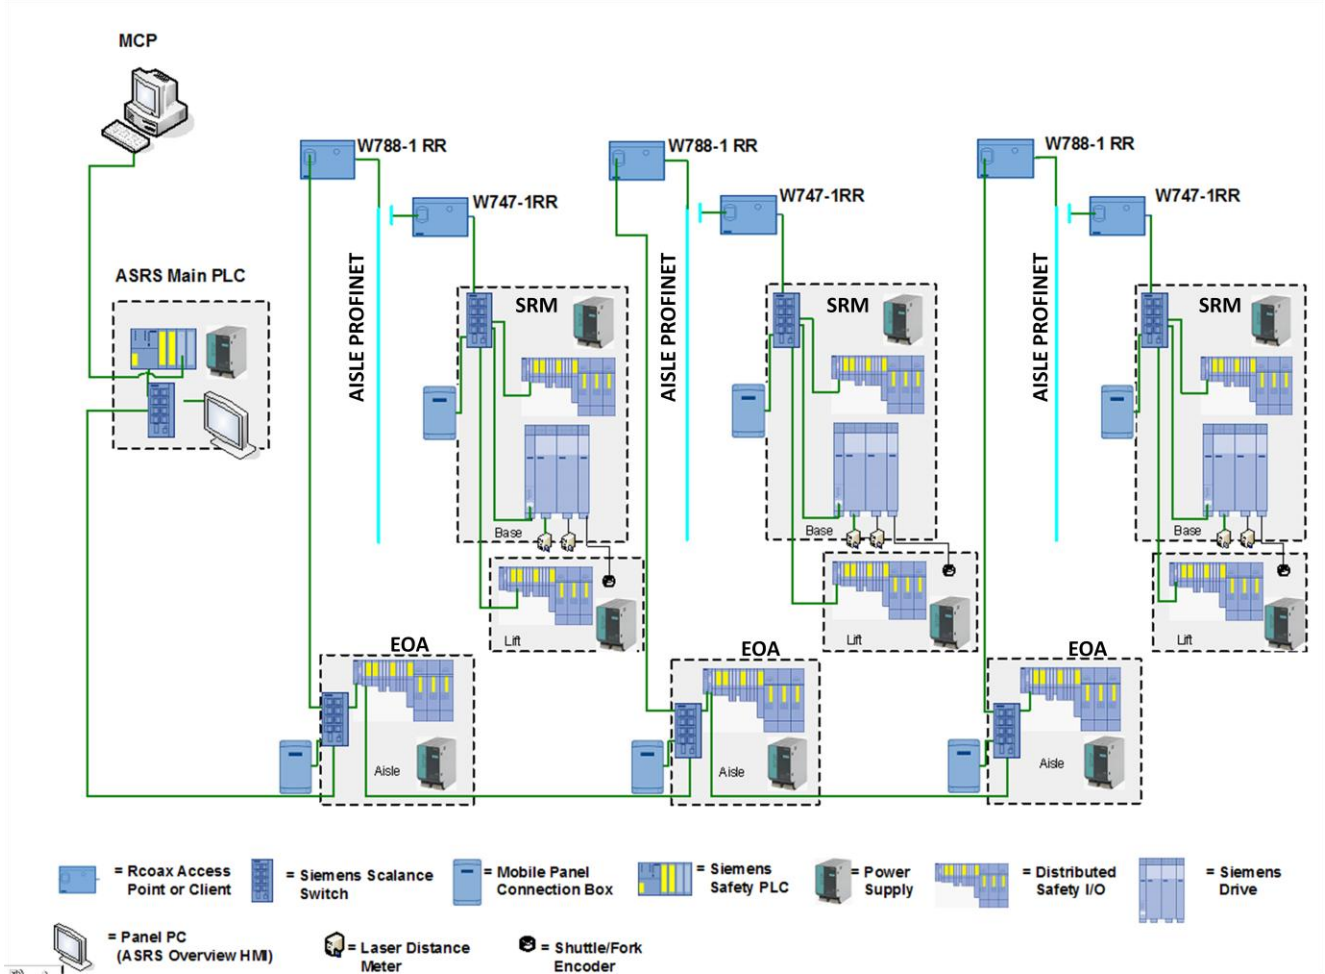 MCP
W788-1 RR
W788-1 RR
W788-1 RR
W747-1RR
W747-1RR
W747-1RR
ASRS Main PLC
AISLE PROFINET
AISLE PROFINET
AISLE PROFINET
SRM
SRM
SRM
Base
Base
Base
Lift
Lift
Lift
EOA
EOA
EOA
Aisle
Aisle
Aisle
= Rcoax Access
Point or Client
= Siemens Scalance
Switch
= Mobile Panel
Connection Box
= Siemens
Safety PLC
= Power
Supply
= Distributed
Safety I/O
= Siemens
Drive
= Panel PC
(ASRS Overview HMI)
= Laser Distance
Meter
= Shuttle/Fork
Encoder